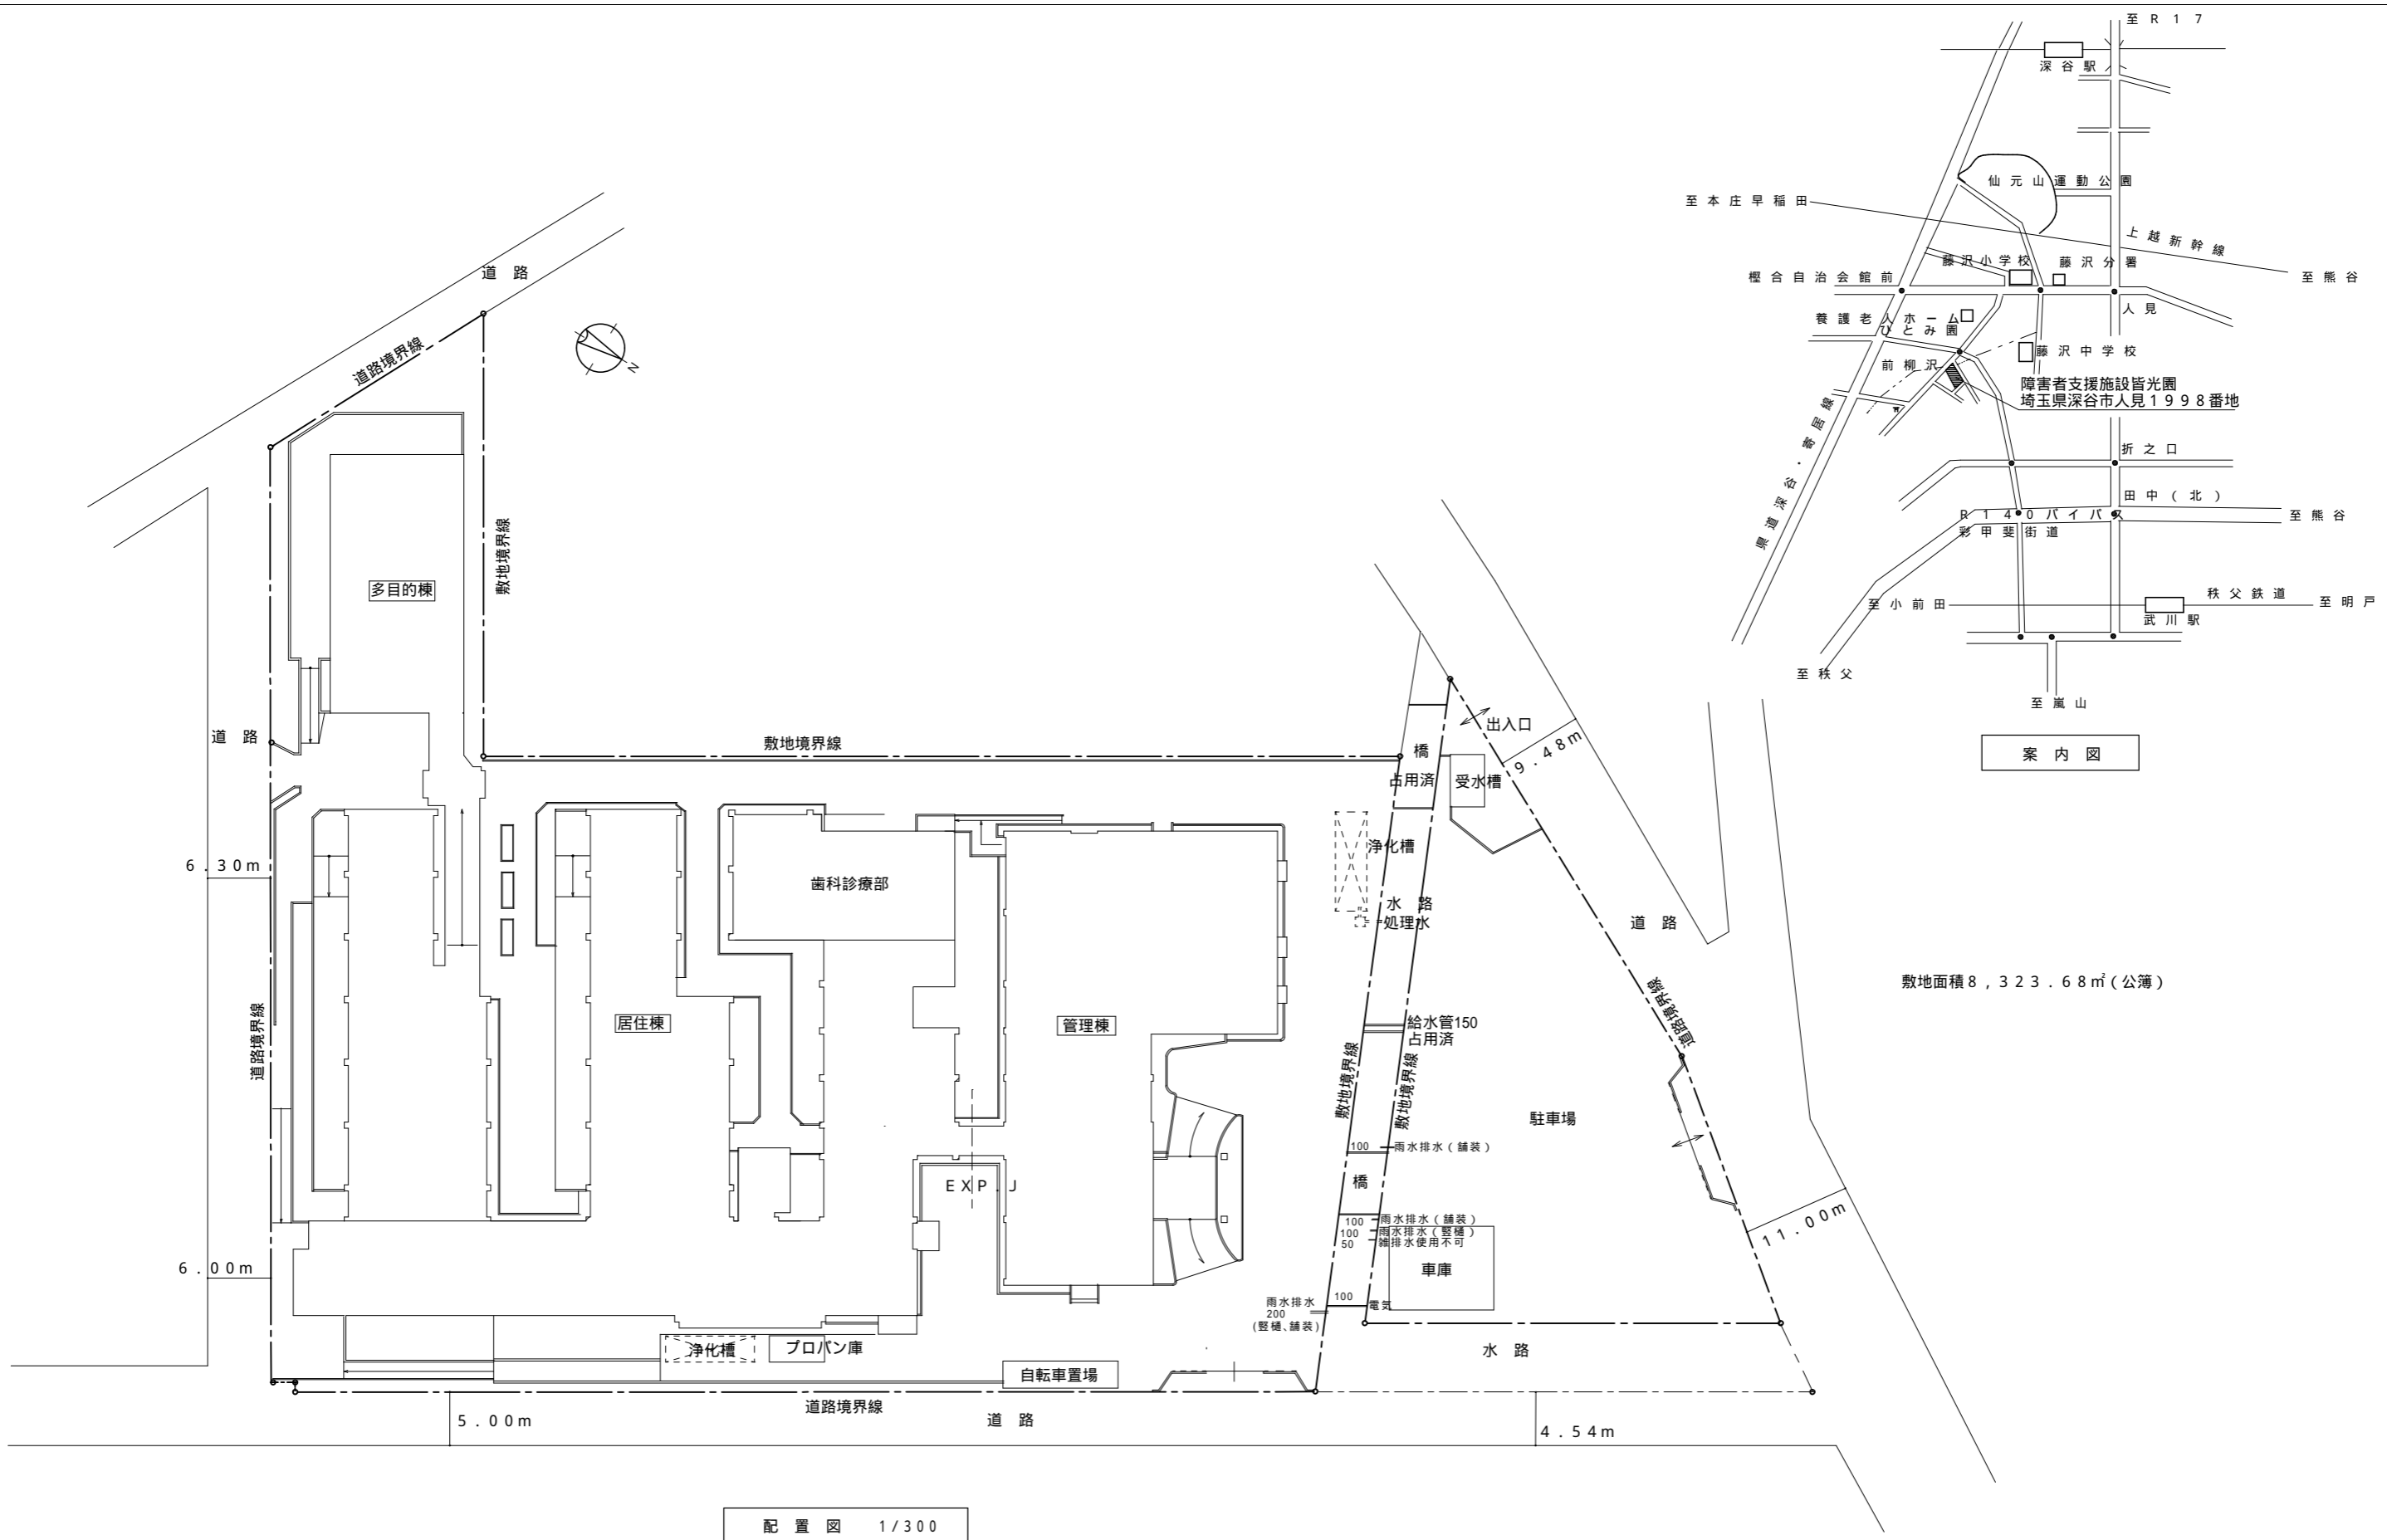 至R17
深谷駅
仙元山運動公園
至本庄早稲田
上越新幹線
至熊谷
藤沢小学校
藤沢分署
樫合自治会館前
人見
養護老人ホーム
ひとみ園
藤沢中学校
前柳沢
障害者支援施設皆光園
埼玉県深谷市人見1998番地
県道深谷・寄居線
折之口
田中(北)
R140バイパス
彩甲斐街道
至熊谷
至小前田
秩父鉄道
至明戸
武川駅
至秩父
至嵐山
案内図
敷地面積8,323.68㎡(公簿)
道路
道路境界線
N
敷地境界線
多目的棟
道路
敷地境界線
出入口
9.48m
橋
占用済
受水槽
浄化槽
6.30m
歯科診療部
水路
処理水
道路
道路境界線
道路境界線
居住棟
管理棟
給水管150
占用済
敷地境界線
敷地境界線
駐車場
100
雨水排水(舗装)
橋
EXP.J
100
雨水排水(舗装)
100
雨水排水(竪樋)
50
雑排水使用不可
11.00m
車庫
6.00m
雨水排水
200
(竪樋、舗装)
100
電気
浄化槽
プロパン庫
自転車置場
水路
道路境界線
道路
5.00m
4.54m
配置図 1/300